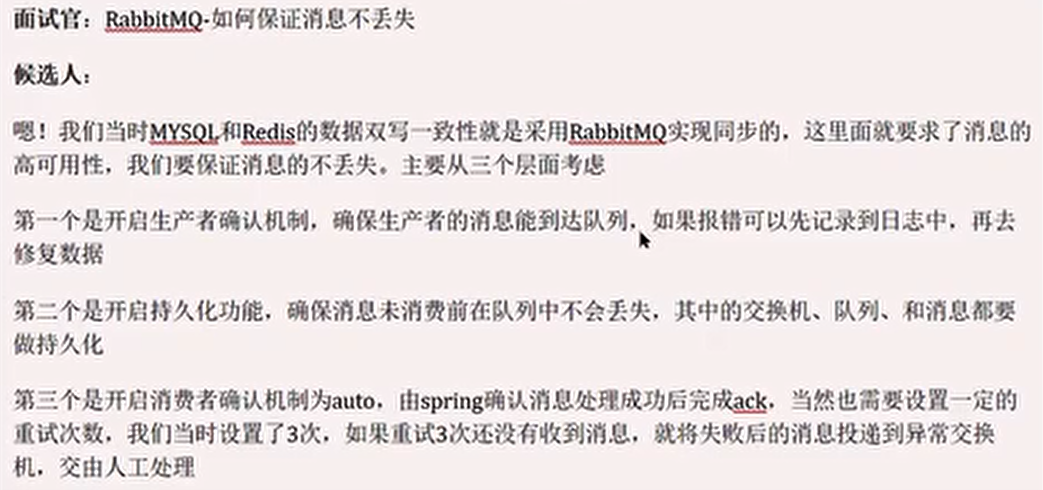 面试官：RabbitMQ-如何保证消息不丢失
候选人：
嗯！我们当时MYSQL和Redis的数据双写一致性就是采用RabbitMQ实现同步的，这里面就要求了消息的
高可用性，我们要保证消息的不丢失。主要从三个层面考虑
第一个是开启生产者确认机制，确保生产者的消息能到达队列，如果报错可以先记录到日志中，再去
修复数据
第二个是开启持久化功能，确保消息未消费前在队列中不会丢失，其中的交换机、队列、和消息都要
做持久化
第三个是开启消费者确认机制为auto，由spring确认消息处理成功后完成ack，当然也需要设置一定的
重试次数，我们当时设置了3次，如果重试3次还没有收到消息，就将失败后的消息投递到异常交换
机，交由人工处理